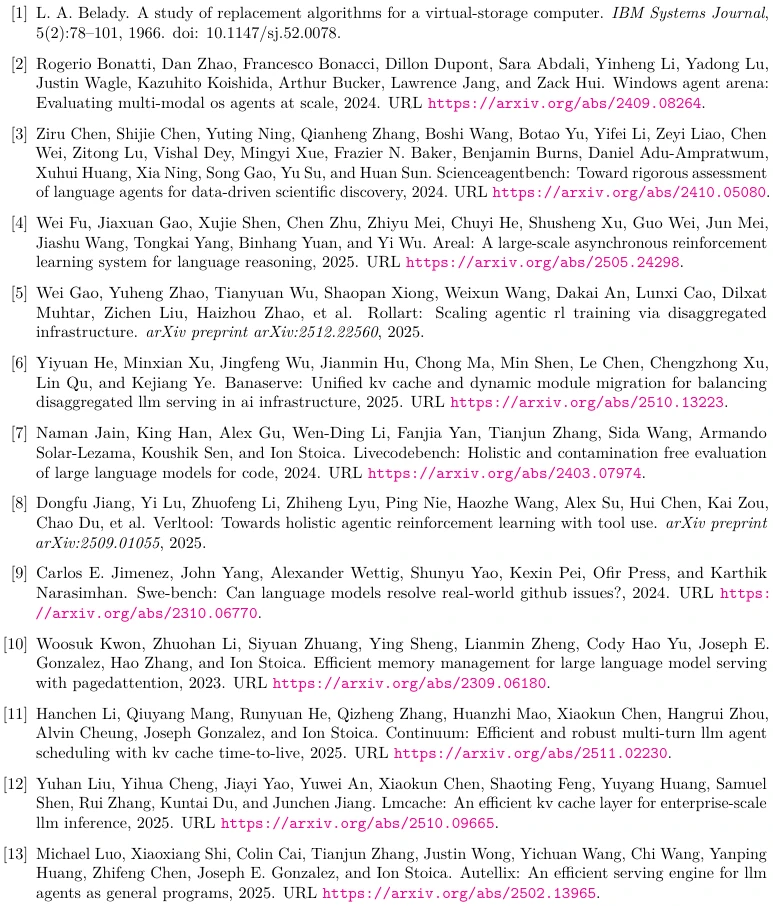 [1] L. A. Belady. A study of replacement algorithms for a virtual-storage computer. IBM Systems Journal,
5(2):78–101, 1966. doi: 10.1147/sj.52.0078.
[2] Rogerio Bonatti, Dan Zhao, Francesco Bonacci, Dillon Dupont, Sara Abdali, Yinheng Li, Yadong Lu,
Justin Wagle, Kazuhito Koishida, Arthur Bucker, Lawrence Jang, and Zack Hui. Windows agent arena:
Evaluating multi-modal os agents at scale, 2024. URL https://arxiv.org/abs/2409.08264.
[3] Ziru Chen, Shijie Chen, Yuting Ning, Qianheng Zhang, Boshi Wang, Botao Yu, Yifei Li, Zeyi Liao, Chen
Wei, Zitong Lu, Vishal Dey, Mingyi Xue, Frazier N. Baker, Benjamin Burns, Daniel Adu-Ampratwum,
Xuhui Huang, Xia Ning, Song Gao, Yu Su, and Huan Sun. Scienceagentbench: Toward rigorous assessment
of language agents for data-driven scientific discovery, 2024. URL https://arxiv.org/abs/2410.05080.
[4] Wei Fu, Jiaxuan Gao, Xujie Shen, Chen Zhu, Zhiyu Mei, Chuyi He, Shusheng Xu, Guo Wei, Jun Mei,
Jiashu Wang, Tongkai Yang, Binhang Yuan, and Yi Wu. Areal: A large-scale asynchronous reinforcement
learning system for language reasoning, 2025. URL https://arxiv.org/abs/2505.24298.
[5] Wei Gao, Yuheng Zhao, Tianyuan Wu, Shaopan Xiong, Weixun Wang, Dakai An, Lunxi Cao, Dilxat
Muhtar, Zichen Liu, Haizhou Zhao, et al. Rollart: Scaling agentic rl training via disaggregated
infrastructure. arXiv preprint arXiv:2512.22560, 2025.
[6] Yiyuan He, Minxian Xu, Jingfeng Wu, Jianmin Hu, Chong Ma, Min Shen, Le Chen, Chengzhong Xu,
Lin Qu, and Kejiang Ye. Banaserve: Unified kv cache and dynamic module migration for balancing
disaggregated llm serving in ai infrastructure, 2025. URL https://arxiv.org/abs/2510.13223.
[7] Naman Jain, King Han, Alex Gu, Wen-Ding Li, Fanjia Yan, Tianjun Zhang, Sida Wang, Armando
Solar-Lezama, Koushik Sen, and Ion Stoica. Livecodebench: Holistic and contamination free evaluation
of large language models for code, 2024. URL https://arxiv.org/abs/2403.07974.
[8] Dongfu Jiang, Yi Lu, Zhuofeng Li, Zhiheng Lyu, Ping Nie, Haozhe Wang, Alex Su, Hui Chen, Kai Zou,
Chao Du, et al. Verltool: Towards holistic agentic reinforcement learning with tool use. arXiv preprint
arXiv:2509.01055, 2025.
[9] Carlos E. Jimenez, John Yang, Alexander Wettig, Shunyu Yao, Kexin Pei, Ofir Press, and Karthik
Narasimhan. Swe-bench: Can language models resolve real-world github issues?, 2024. URL https:
//arxiv.org/abs/2310.06770.
[10] Woosuk Kwon, Zhuohan Li, Siyuan Zhuang, Ying Sheng, Lianmin Zheng, Cody Hao Yu, Joseph E.
Gonzalez, Hao Zhang, and Ion Stoica. Efficient memory management for large language model serving
with pagedattention, 2023. URL https://arxiv.org/abs/2309.06180.
[11] Hanchen Li, Qiuyang Mang, Runyuan He, Qizheng Zhang, Huanzhi Mao, Xiaokun Chen, Hangrui Zhou,
Alvin Cheung, Joseph Gonzalez, and Ion Stoica. Continuum: Efficient and robust multi-turn llm agent
scheduling with kv cache time-to-live, 2025. URL https://arxiv.org/abs/2511.02230.
[12] Yuhan Liu, Yihua Cheng, Jiayi Yao, Yuwei An, Xiaokun Chen, Shaoting Feng, Yuyang Huang, Samuel
Shen, Rui Zhang, Kuntai Du, and Junchen Jiang. Lmcache: An efficient kv cache layer for enterprise-scale
llm inference, 2025. URL https://arxiv.org/abs/2510.09665.
[13] Michael Luo, Xiaoxiang Shi, Colin Cai, Tianjun Zhang, Justin Wong, Yichuan Wang, Chi Wang, Yanping
Huang, Zhifeng Chen, Joseph E. Gonzalez, and Ion Stoica. Autellix: An efficient serving engine for llm
agents as general programs, 2025. URL https://arxiv.org/abs/2502.13965.